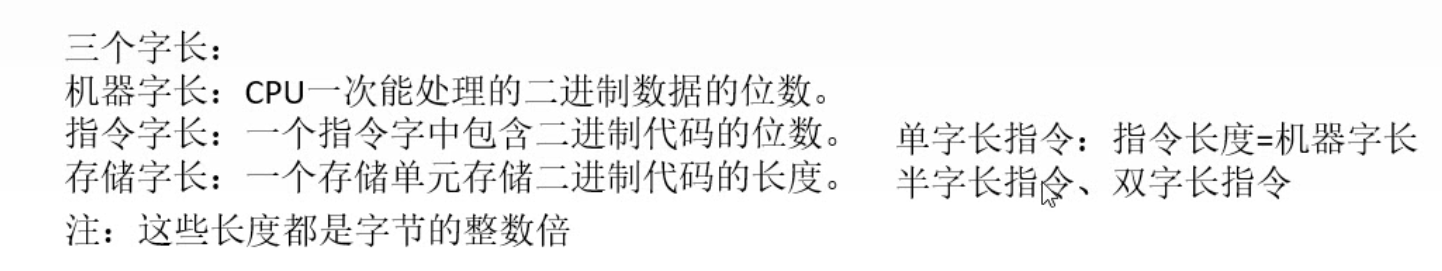 三个字长：
机器字长：CPU一次能处理的二进制数据的位数。
指令字长：一个指令字中包含二进制代码的位数。
存储字长：一个存储单元存储二进制代码的长度。
注：这些长度都是字节的整数倍
单字长指令：指令长度=机器字长
半字长指令、双字长指令